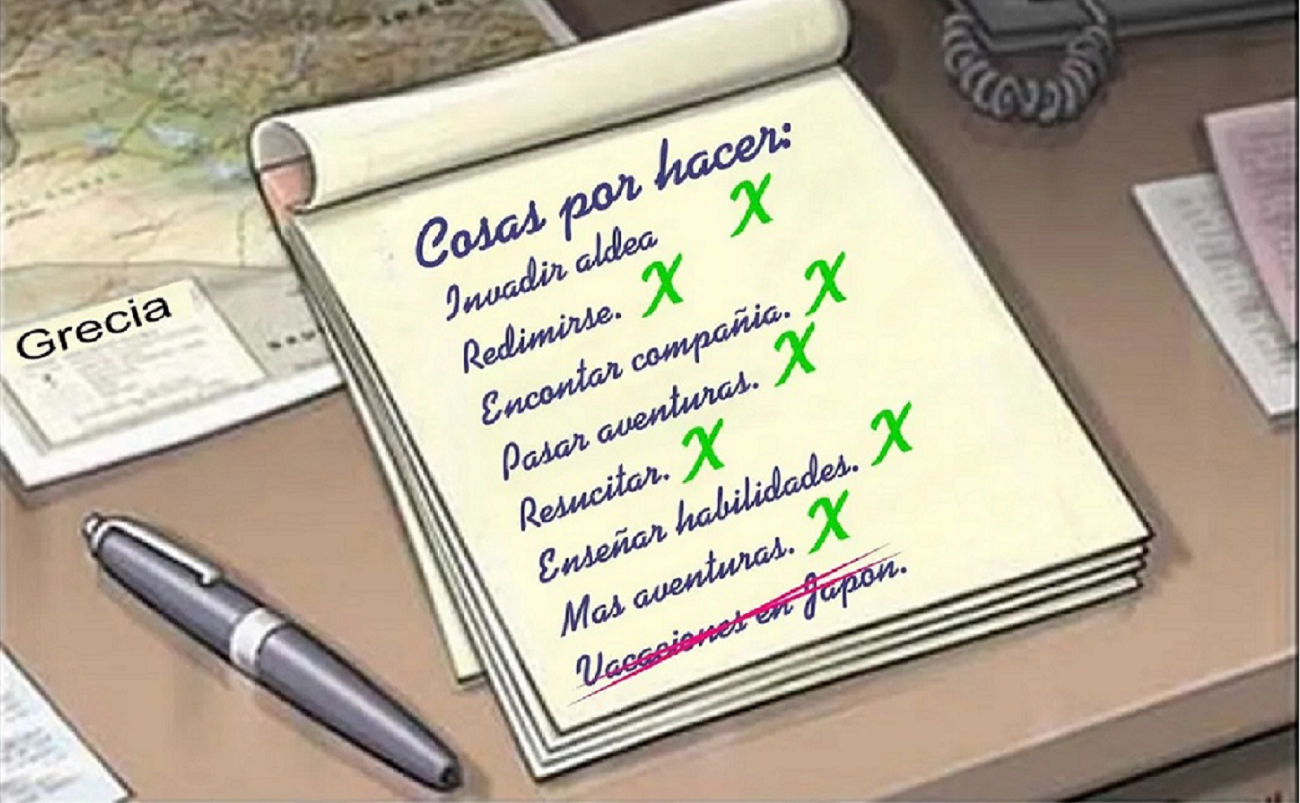 Cosas por hacer:
Invadir aldea X
Redimirse. X
Encontar compañia. X
Pasar aventuras. X
Resucitar. X
Enseñar habilidades. X
Mas aventuras. X
Vacaciones en Japon.
Grecia